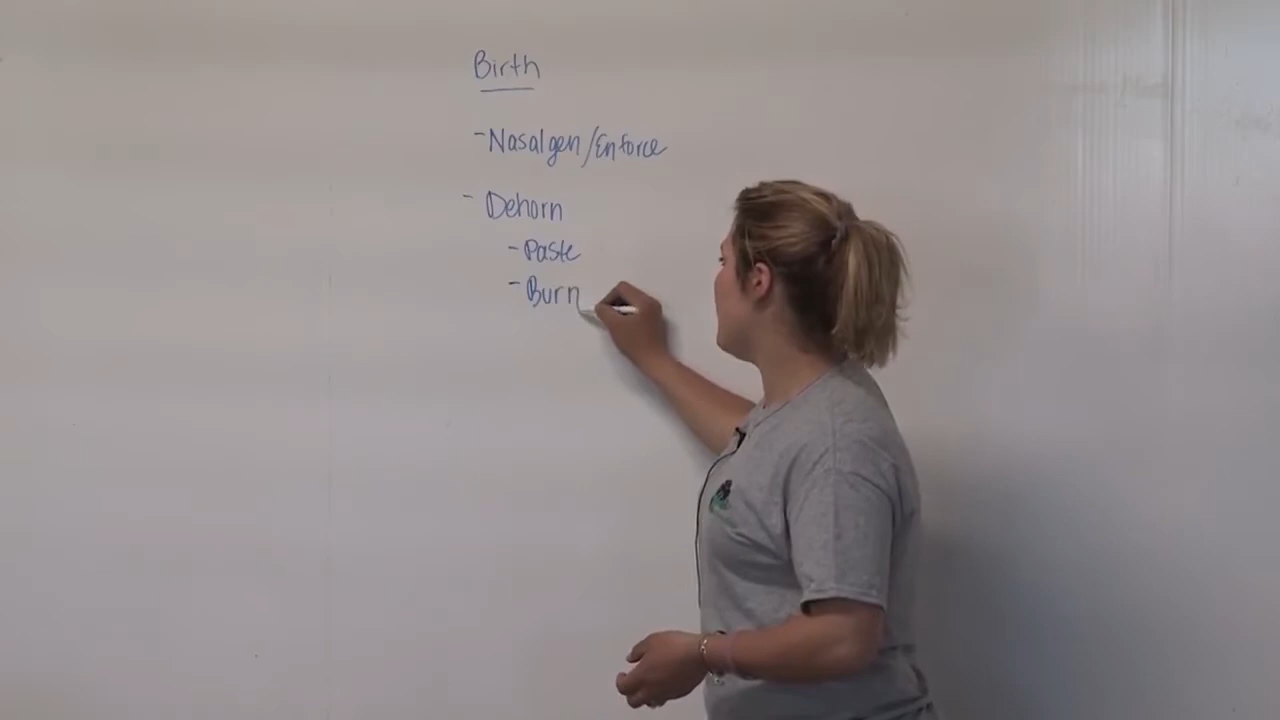 Birth
- Nasalgen/Enforce
- Dehorn
- Paste
- Burn